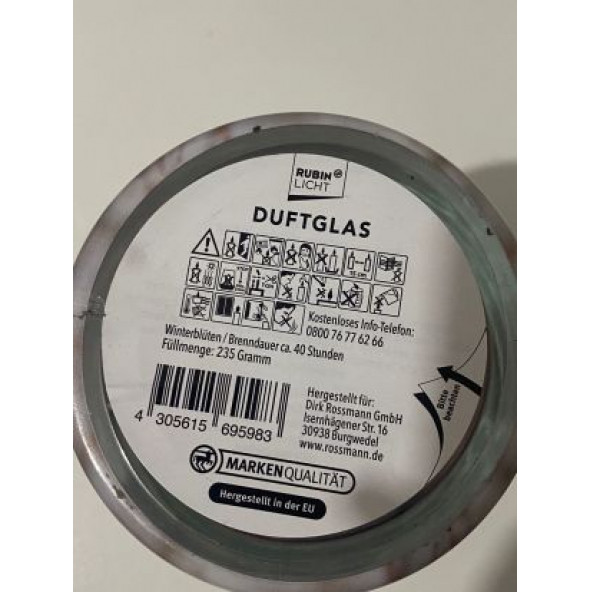 RUBIN
LICHT
DUFTGLAS
Kostenloses Info-Telefon:
0800 76 77 62 66
Winterblüten / Brenndauer ca. 40 Stunden
Füllmenge: 235 Gramm
4 305615 695983
Hergestellt für:
Dirk Rossmann GmbH
Isernhägener Str. 16
30938 Burgwedel
www.rossmann.de
Bitte
beachten
MARKENQUALITÄT
Hergestellt in der EU